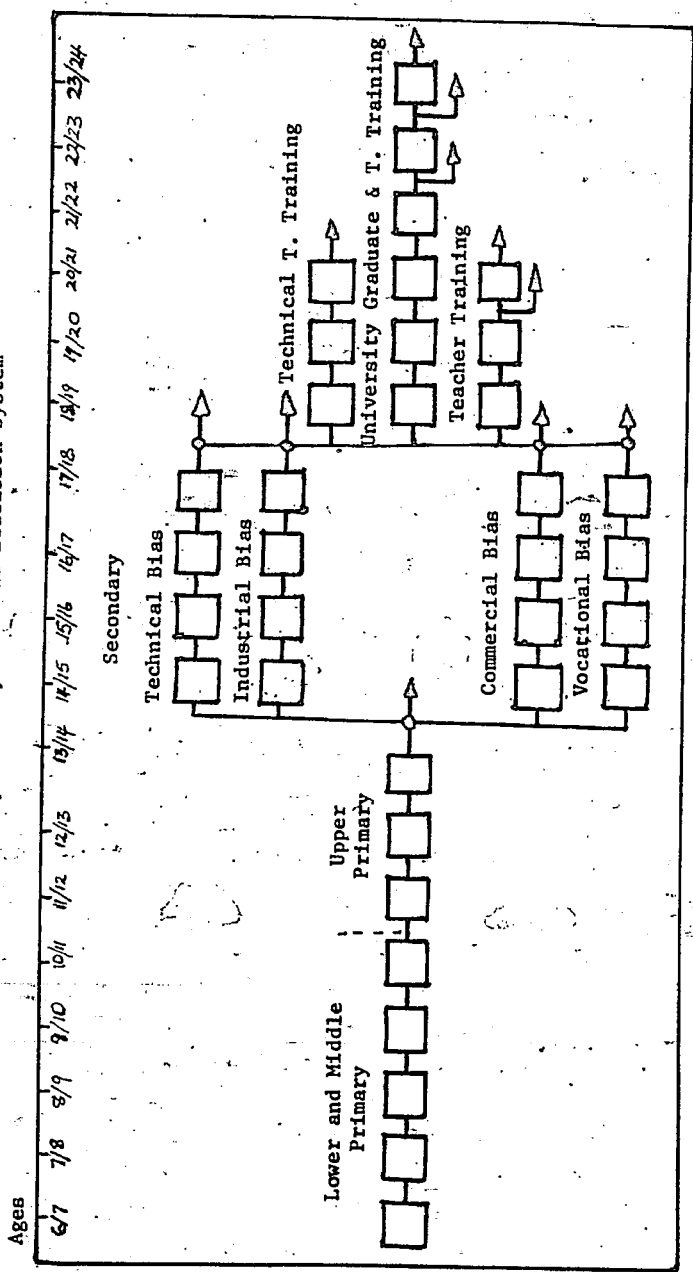 System
Ages
6/7 7/8 8/9 9/10 10/11 11/12 12/13 13/14 14/15 15/16 16/17 17/18 18/19 19/20 20/21 21/22 22/23 23/24
Secondary
Technical Bias
Industrial Bias
Technical T. Training
University Graduate & T. Training
Teacher Training
Upper
Primary
Lower and Middle
Primary
Commercial Bias
Vocational Bias